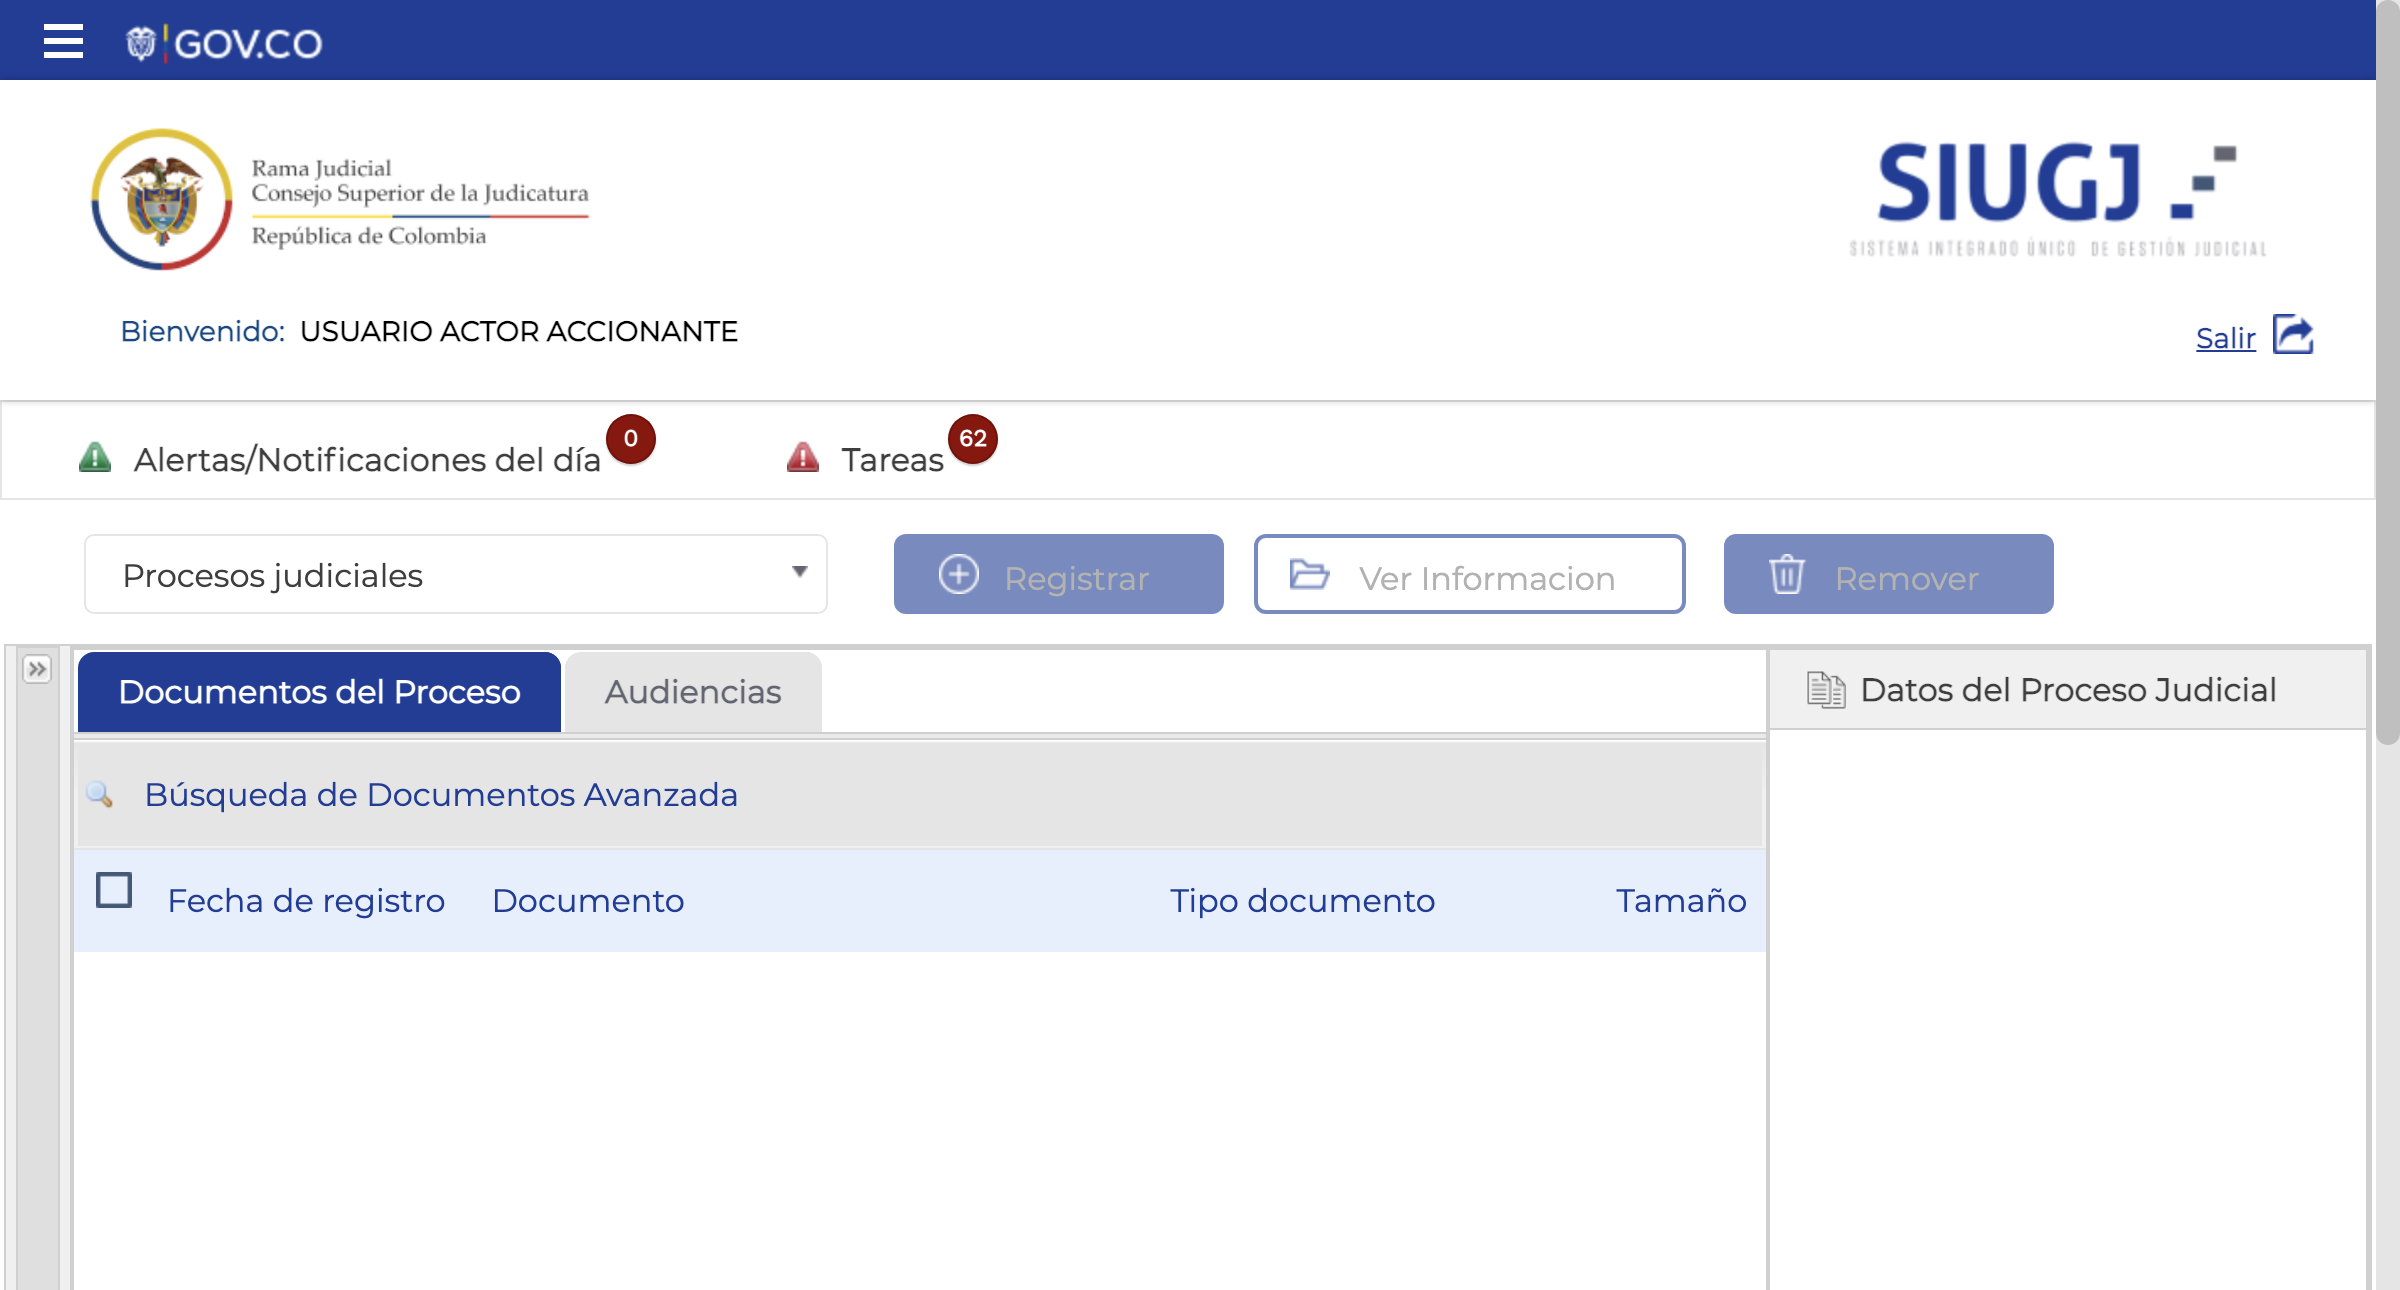 GOV.CO
Rama Judicial
Consejo Superior de la Judicatura
República de Colombia
SIUGJ
SISTEMA INTEGRADO ÚNICO DE GESTIÓN JUDICIAL
Bienvenido: USUARIO ACTOR ACCIONANTE
Salir
Alertas/Notificaciones del día 0
Tareas 62
Procesos judiciales
Registrar
Ver Informacion
Remover
Documentos del Proceso
Audiencias
Datos del Proceso Judicial
Búsqueda de Documentos Avanzada
Fecha de registro Documento Tipo documento Tamaño